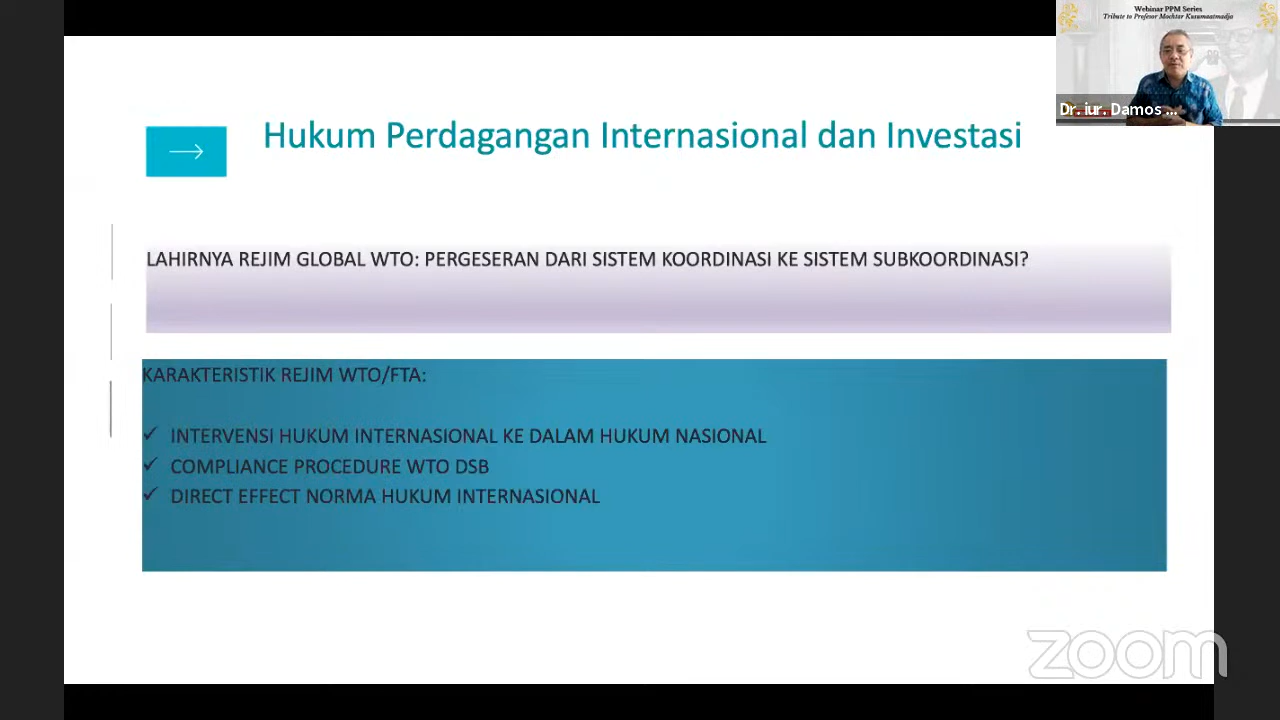 Webinar PPM Series
Tribute to Profesor Mochtar Kusumaatmadja
Dr. iur. Damos ...
Hukum Perdagangan Internasional dan Investasi
LAHIRNYA REJIM GLOBAL WTO: PERGESERAN DARI SISTEM KOORDINASI KE SISTEM SUBKOORDINASI?
KARAKTERISTIK REJIM WTO/FTA:
✓ INTERVENSI HUKUM INTERNASIONAL KE DALAM HUKUM NASIONAL
✓ COMPLIANCE PROCEDURE WTO DSB
✓ DIRECT EFFECT NORMA HUKUM INTERNASIONAL
zoom